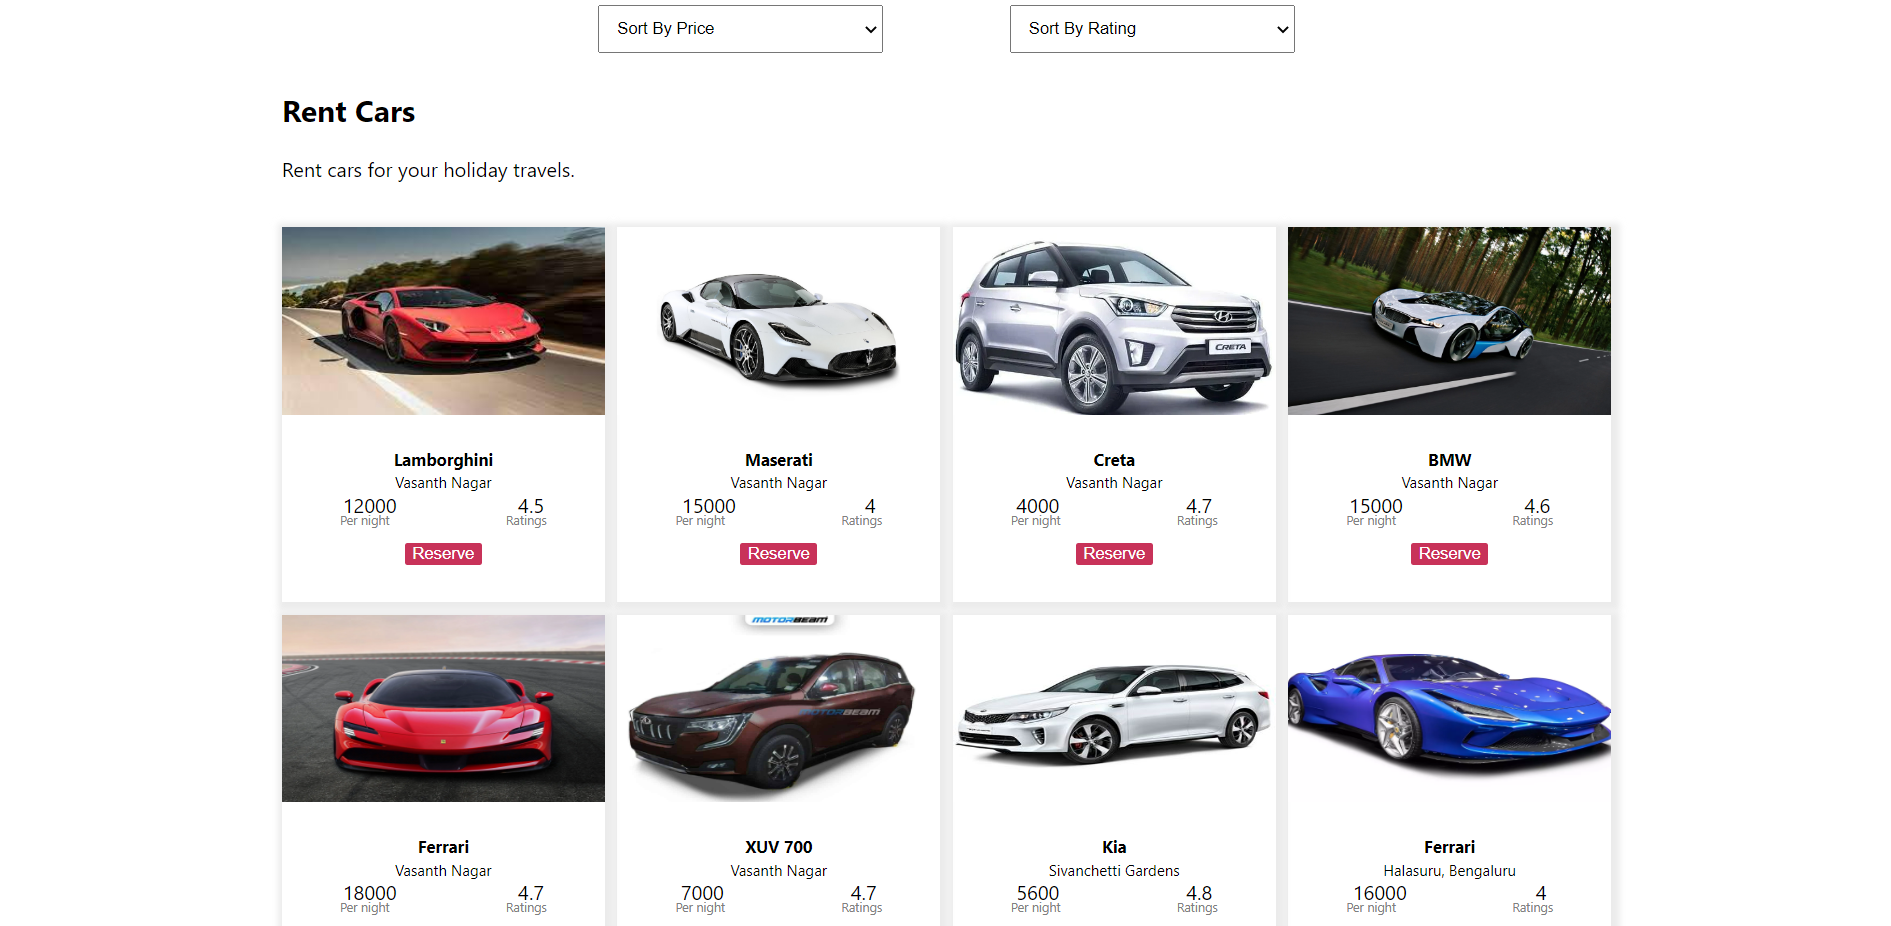 Sort By Price
Sort By Rating
Rent Cars
Rent cars for your holiday travels.
CRETA
Lamborghini
Vasanth Nagar
12000 4.5
Per night Ratings
Reserve
Maserati
Vasanth Nagar
15000 4
Per night Ratings
Reserve
Creta
Vasanth Nagar
4000 4.7
Per night Ratings
Reserve
BMW
Vasanth Nagar
15000 4.6
Per night Ratings
Reserve
MOTORBEAM
MOTORBEAM
Ferrari
Vasanth Nagar
18000 4.7
Per night Ratings
XUV 700
Vasanth Nagar
7000 4.7
Per night Ratings
Kia
Sivanchetti Gardens
5600 4.8
Per night Ratings
Ferrari
Halasuru, Bengaluru
16000 4
Per night Ratings